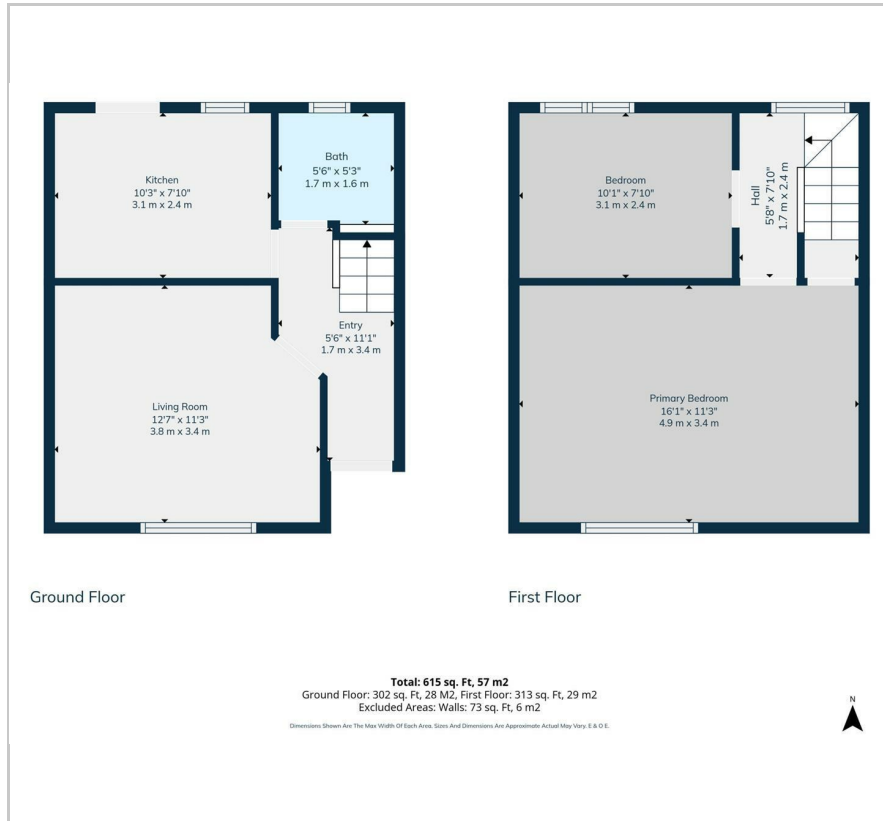 Kitchen
10'3" x 7'10"
3.1 m x 2.4 m
Bath
5'6" x 5'3"
1.7 m x 1.6 m
Entry
5'6" x 11'1"
1.7 m x 3.4 m
Living Room
12'7" x 11'3"
3.8 m x 3.4 m
Ground Floor
Bedroom
10'1" x 7'10"
3.1 m x 2.4 m
Hall
5'8" x 7'10"
1.7 m x 2.4 m
Primary Bedroom
16'1" x 11'3"
4.9 m x 3.4 m
First Floor
Total: 615 sq. Ft, 57 m2
Ground Floor: 302 sq. Ft, 28 M2, First Floor: 313 sq. Ft, 29 m2
Excluded Areas: Walls: 73 sq. Ft, 6 m2
Dimensions Shown Are The Max Width Of Each Area. Sizes And Dimensions Are Approximate Actual May Vary. E & O E.
N